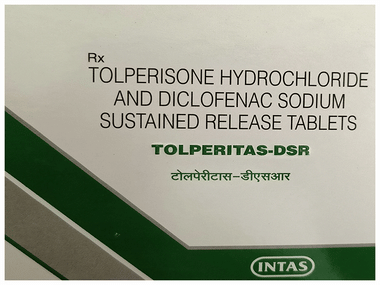 Rx
TOLPERISONE HYDROCHLORIDE
AND DICLOFENAC SODIUM
SUSTAINED RELEASE TABLETS
TOLPERITAS-DSR
टोलपेरीटास-डीएसआर
INTAS